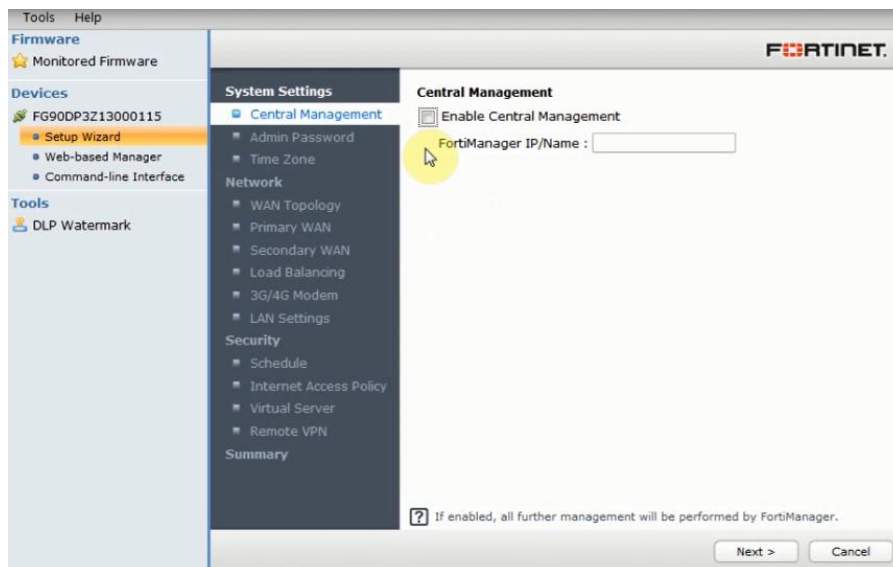 Tools Help
Firmware
Monitored Firmware
Devices
FG90DP3Z13000115
Setup Wizard
Web-based Manager
Command-line Interface
Tools
DLP Watermark
FORTINET.
System Settings
Central Management
Admin Password
Time Zone
Network
WAN Topology
Primary WAN
Secondary WAN
Load Balancing
3G/4G Modem
LAN Settings
Security
Schedule
Internet Access Policy
Virtual Server
Remote VPN
Summary
Central Management
Enable Central Management
FortiManager IP/Name :
? If enabled, all further management will be performed by FortiManager.
Next > Cancel